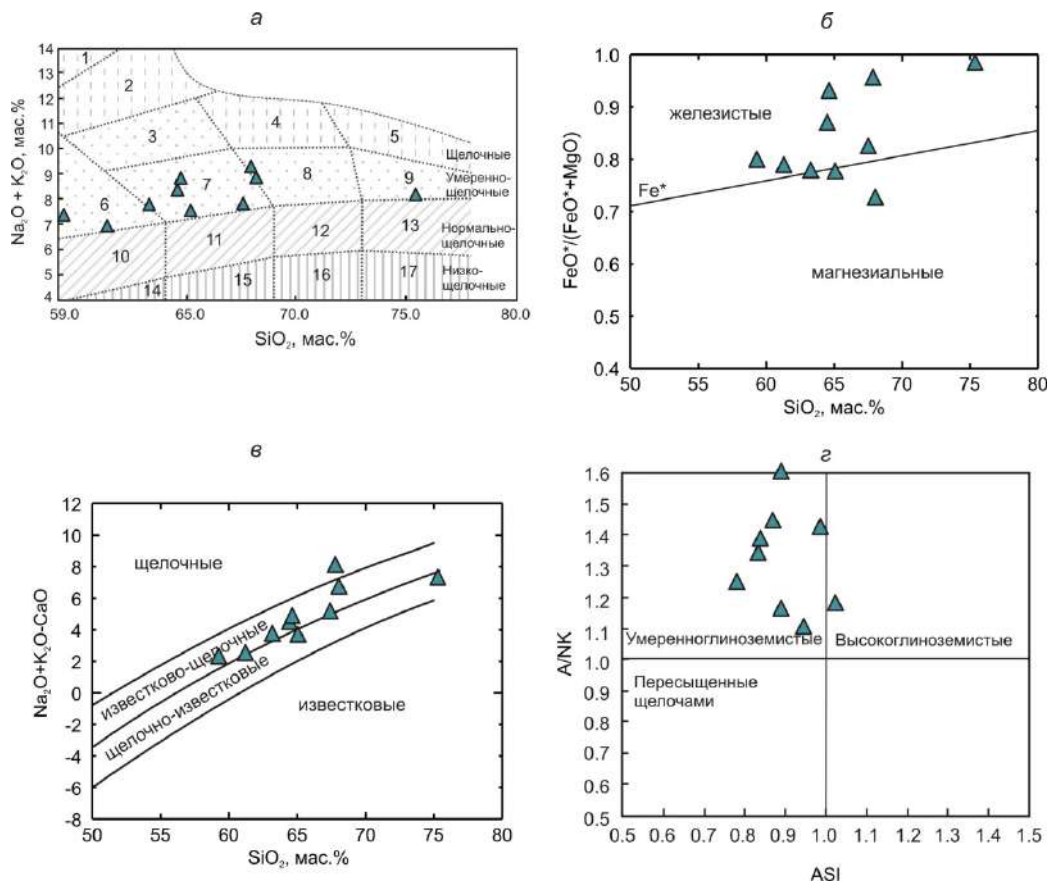 а
14
13
12
11
10
9
8
7
6
5
4
Na2O + K2O, мас.%
1
2
3
4
5
6
7
8
9
10
11
12
13
14
15
16
17
Щелочные
Умеренно-
щелочные
Нормально-
щелочные
Низко-
щелочные
59.0 65.0 70.0 75.0 80.0
SiO2, мас.%
б
1.0
0.9
0.8
0.7
0.6
0.5
0.4
FeO*/(FeO*+MgO)
железистые
Fe*
магнезиальные
50 55 60 65 70 75 80
SiO2, мас.%
в
12
10
8
6
4
2
0
-2
-4
-6
-8
Na2O+K2O-CaO
щелочные
известково-щелочные
щелочно-известковые
известковые
50 55 60 65 70 75 80
SiO2, мас.%
г
1.6
1.5
1.4
1.3
1.2
1.1
1.0
0.9
0.8
0.7
0.6
0.5
A/NK
Умеренноглиноземистые
Высокоглиноземистые
Пересыщенные
щелочами
0.5 0.6 0.7 0.8 0.9 1.0 1.1 1.2 1.3 1.4 1.5
ASI